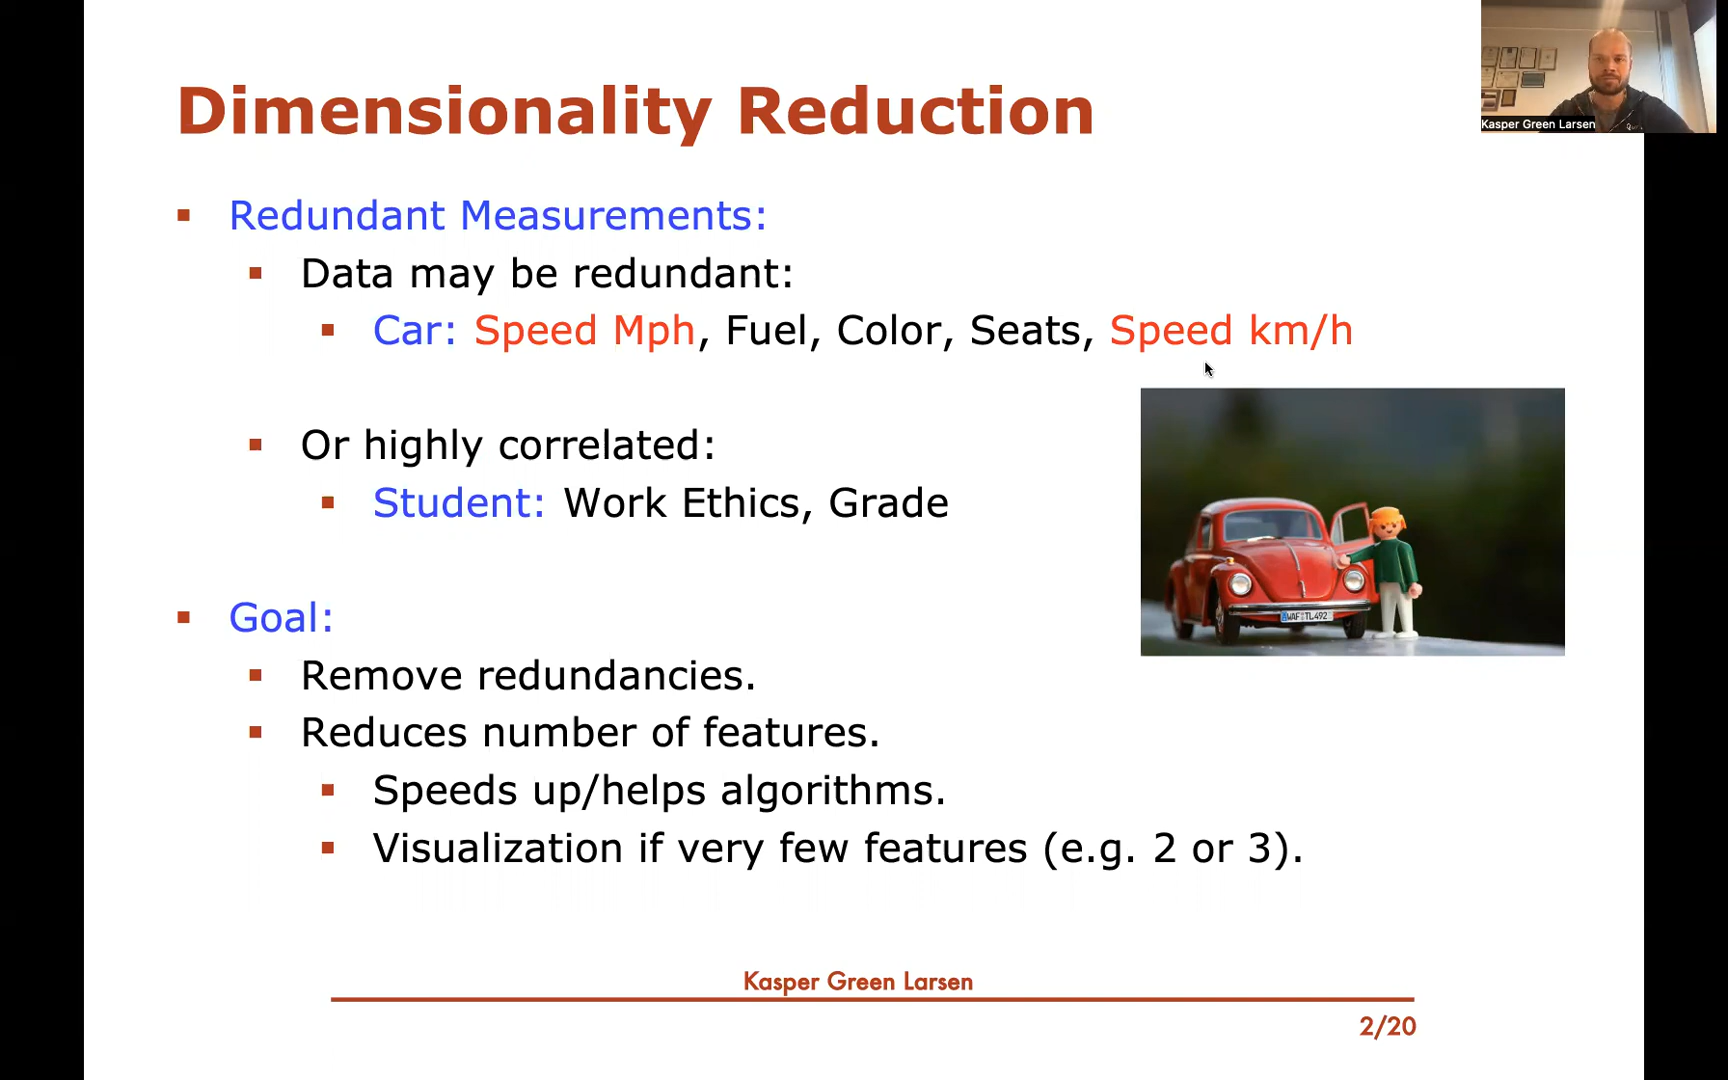 Dimensionality Reduction
Kasper Green Larsen
Redundant Measurements:
Data may be redundant:
Car: Speed Mph, Fuel, Color, Seats, Speed km/h
Or highly correlated:
Student: Work Ethics, Grade
WAF TL492
Goal:
Remove redundancies.
Reduces number of features.
Speeds up/helps algorithms.
Visualization if very few features (e.g. 2 or 3).
Kasper Green Larsen
2/20